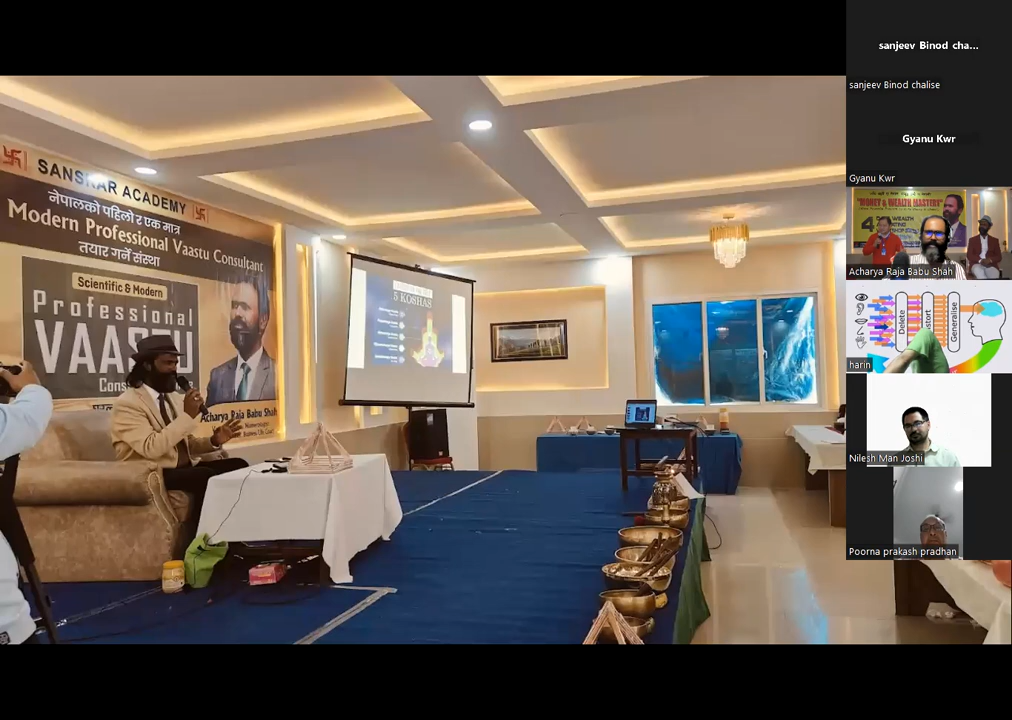 SANSKAR ACADEMY
नेपालको पहिलो र एक मात्र
Modern Professional Vaastu Consultant
तयार गर्ने संस्था
Scientific & Modern
Professional
VAASTU
Acharya Raja Babu Shah
5 KOSHAS
sanjeev Binod cha...
sanjeev Binod chalise
Gyanu Kwr
Gyanu Kwr
"MONEY & WEALTH MASTERY"
Acharya Raja Babu Shah
Delete
Generalise
harin
Nilesh Man Joshi
Poorna prakash pradhan